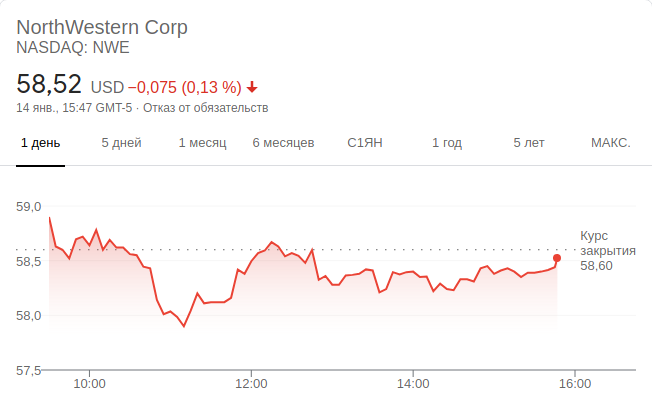 NorthWestern Corp
NASDAQ: NWE
58,52 USD −0,075 (0,13 %)
14 янв., 15:47 GMT-5 · Отказ от обязательств
1 день 5 дней 1 месяц 6 месяцев С1ЯН 1 год 5 лет МАКС.
59,0
58,5
58,0
57,5
Курс
закрытия
58,60
10:00 12:00 14:00 16:00